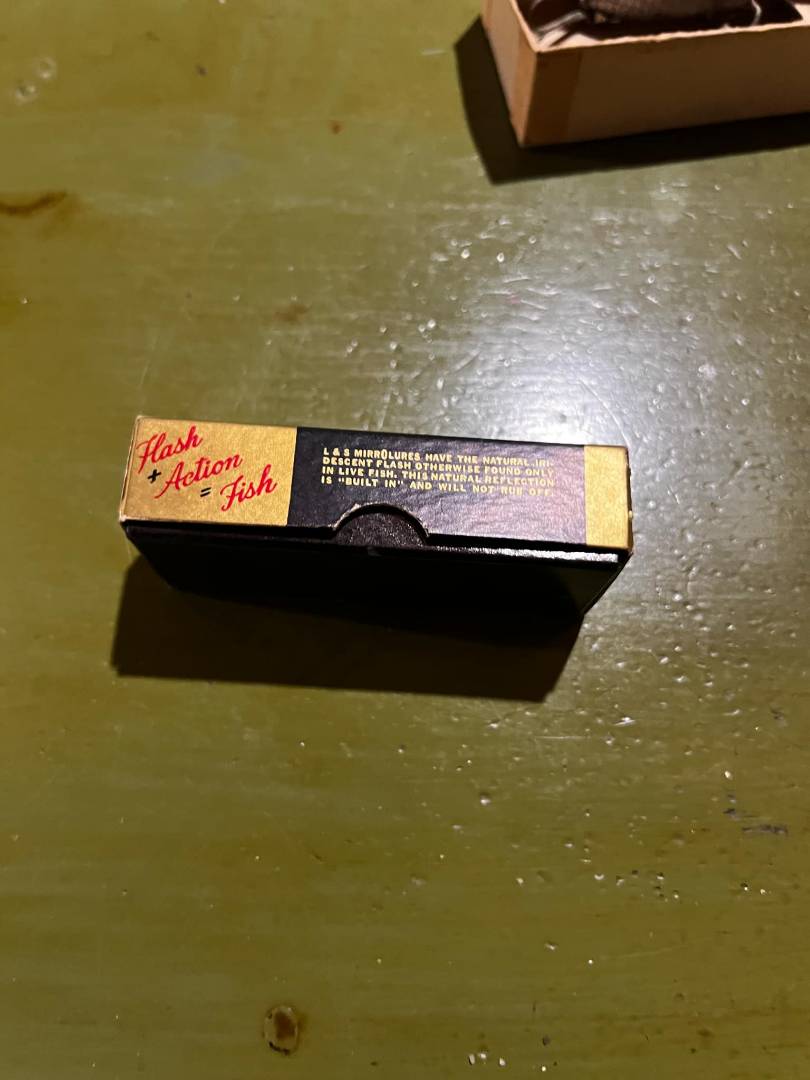 Flash
+ Action
= Fish
L & S MIRROLURES HAVE THE NATURAL IRI-
DESCENT FLASH OTHERWISE FOUND ONLY
IN LIVE FISH. THIS NATURAL REFLECTION
IS "BUILT IN" AND WILL NOT RUB OFF.